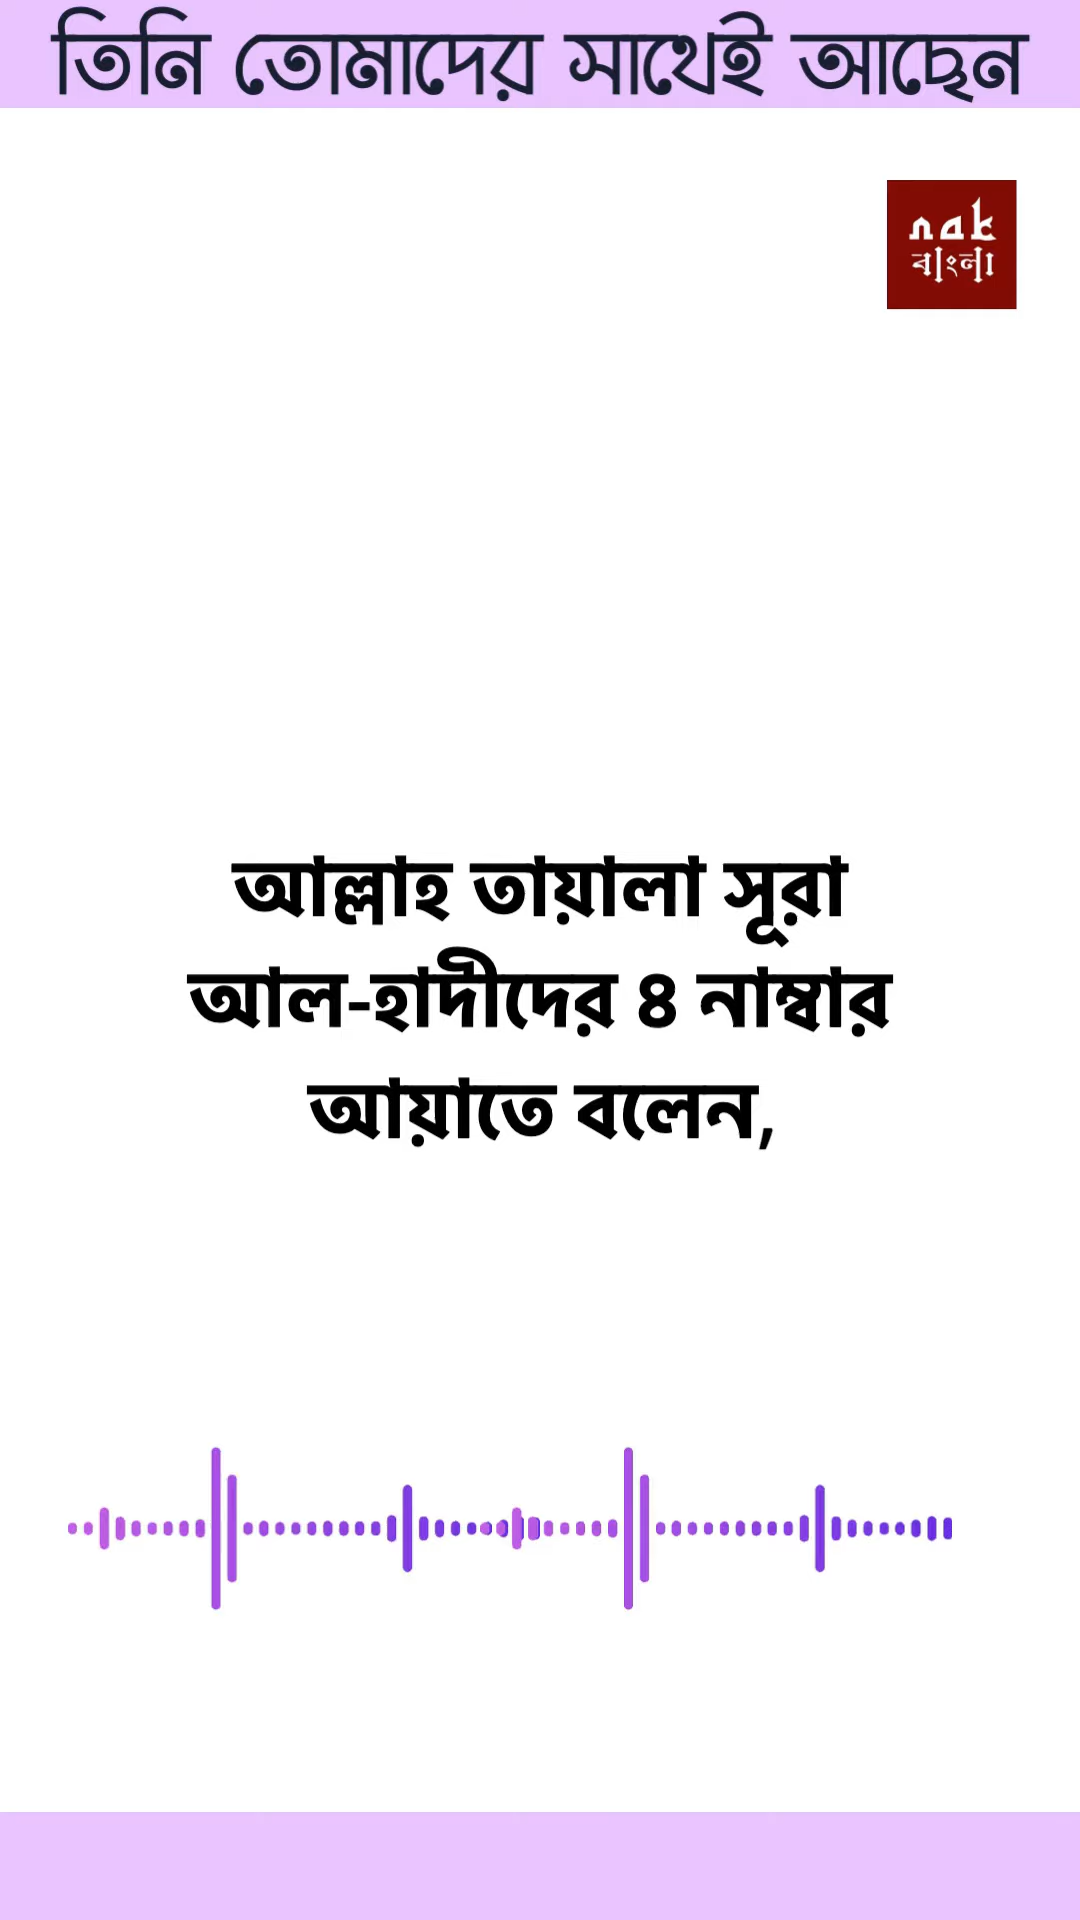 তিনি তোমাদের সাথেই আছেন
nak
বাংলা
আল্লাহ তায়ালা সূরা
আল-হাদীদের ৪ নাম্বার
আয়াতে বলেন,